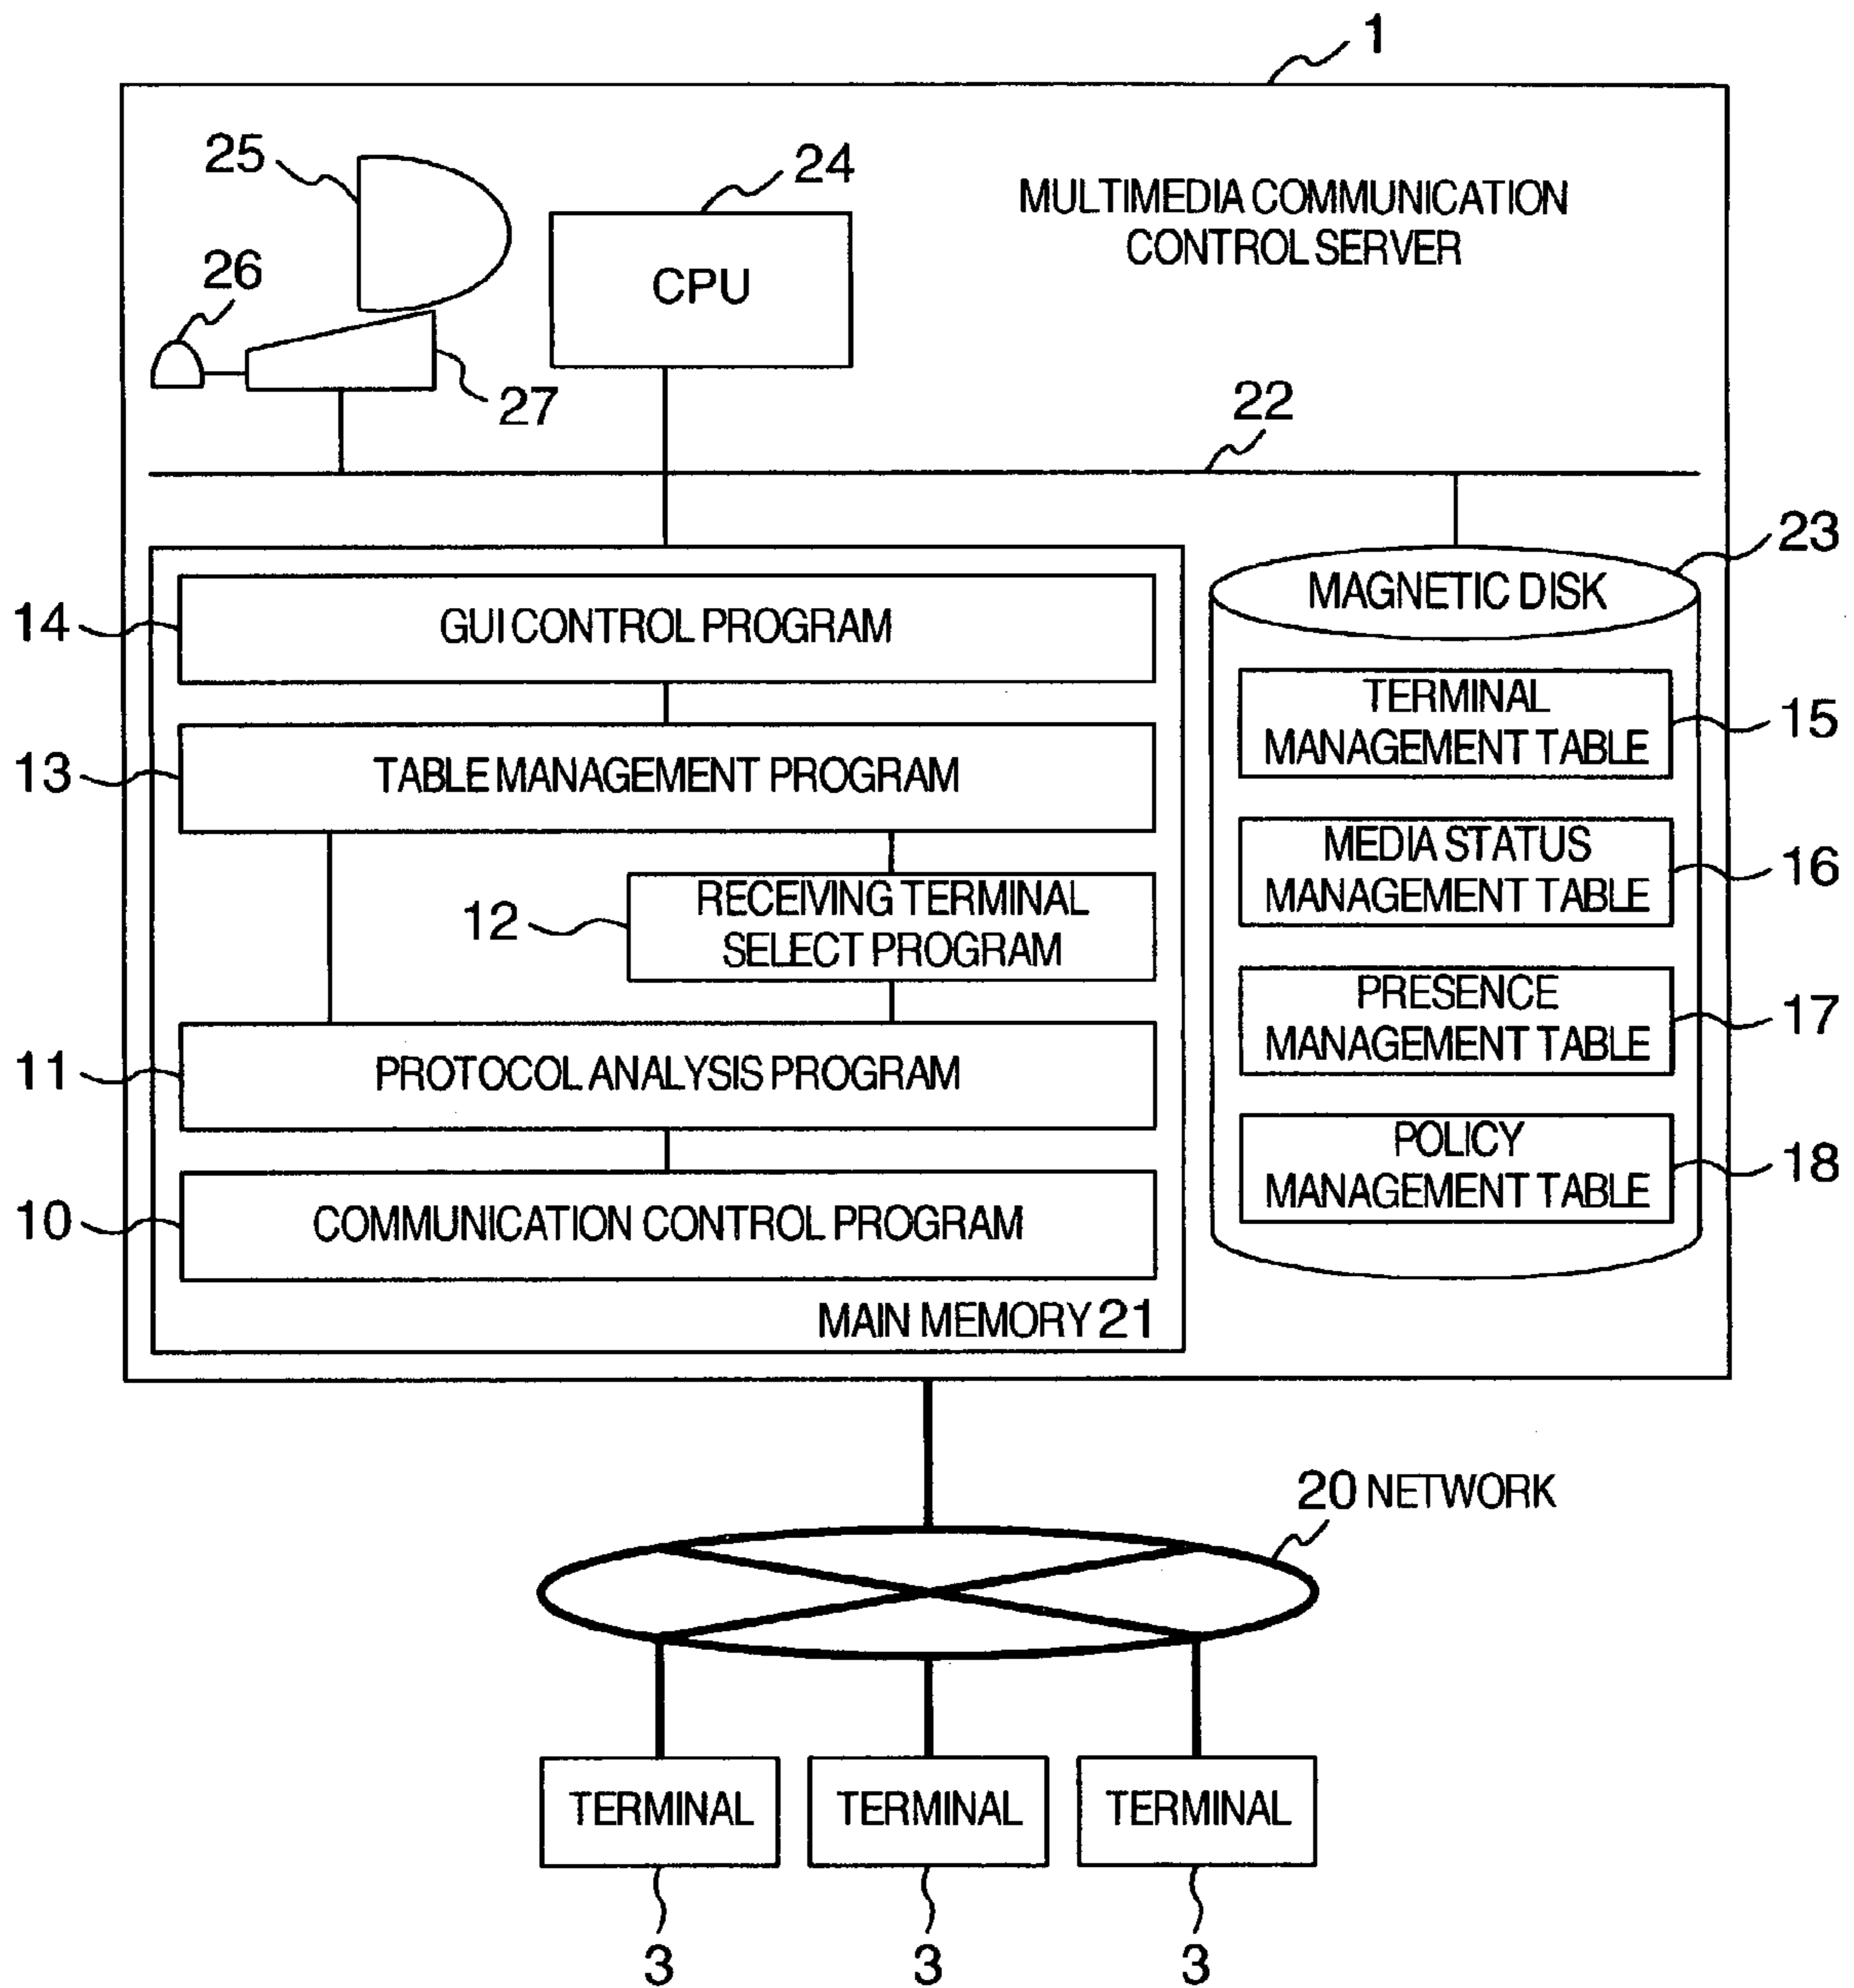 1
25
24
MULTIMEDIA COMMUNICATION
CONTROL SERVER
26
CPU
27
22
23
MAGNETIC DISK
14
GUI CONTROL PROGRAM
TERMINAL
MANAGEMENT TABLE
15
13
TABLE MANAGEMENT PROGRAM
MEDIA STATUS
MANAGEMENT TABLE
16
12
RECEIVING TERMINAL
SELECT PROGRAM
PRESENCE
MANAGEMENT TABLE
17
11
PROTOCOL ANALYSIS PROGRAM
POLICY
MANAGEMENT TABLE
18
10
COMMUNICATION CONTROL PROGRAM
MAIN MEMORY 21
20 NETWORK
TERMINAL
TERMINAL
TERMINAL
3
3
3